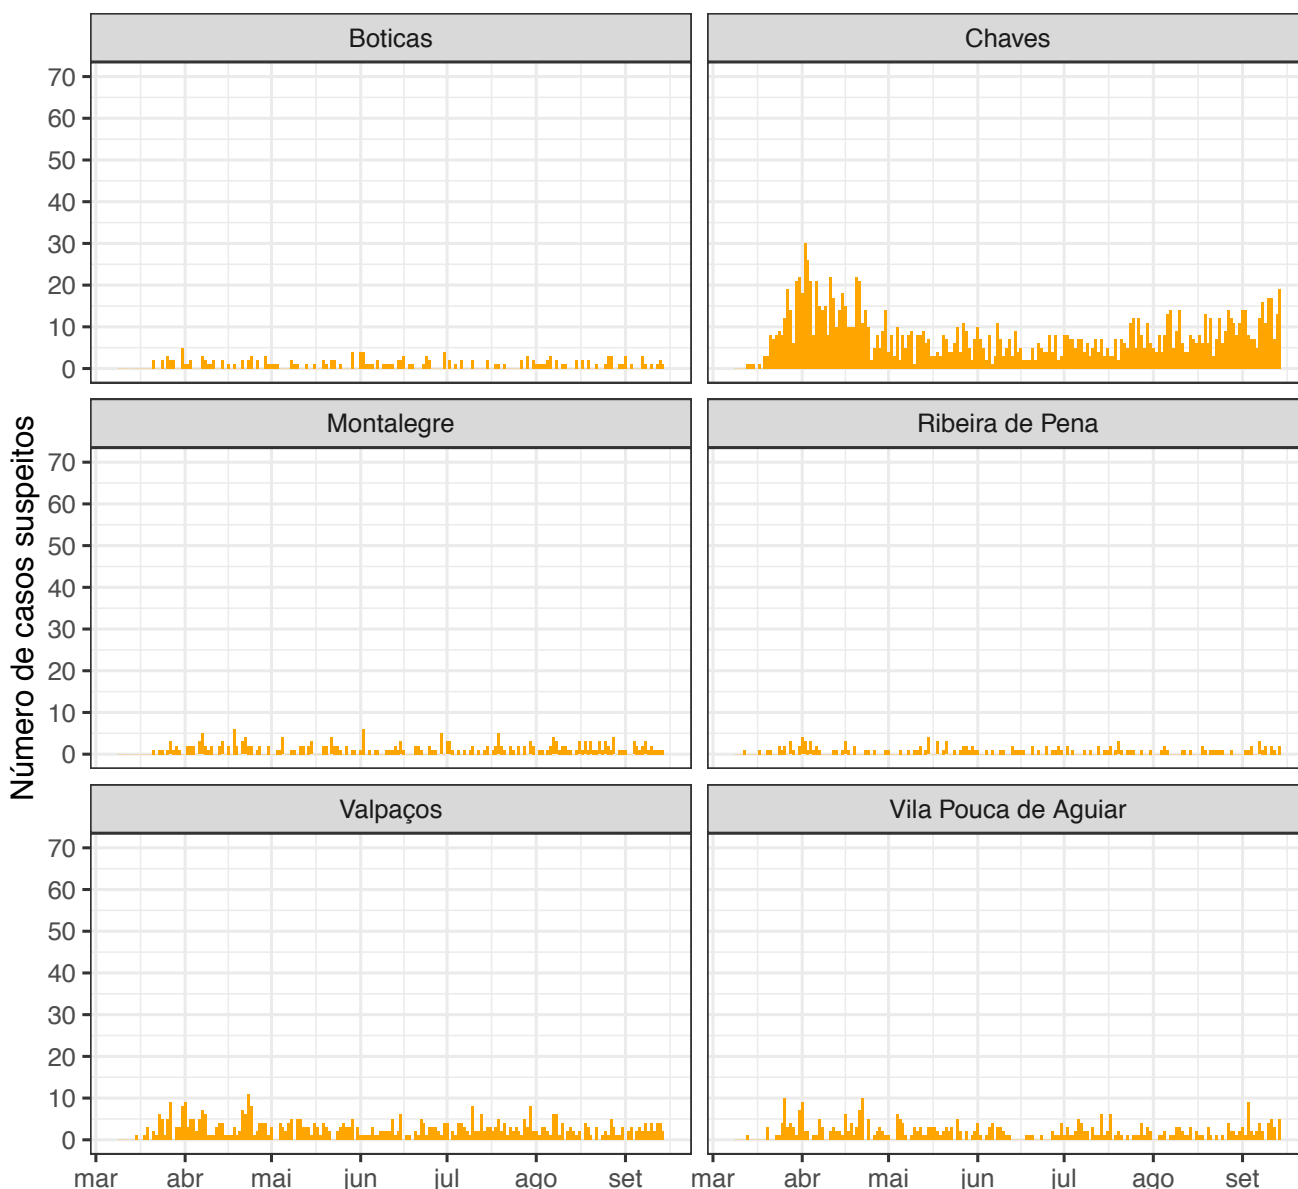 Boticas
Chaves
70
60
50
40
30
20
10
0
Montalegre
Ribeira de Pena
70
60
50
40
30
20
10
0
Número de casos suspeitos
Valpaços
Vila Pouca de Aguiar
70
60
50
40
30
20
10
0
mar abr mai jun jul ago set
mar abr mai jun jul ago set